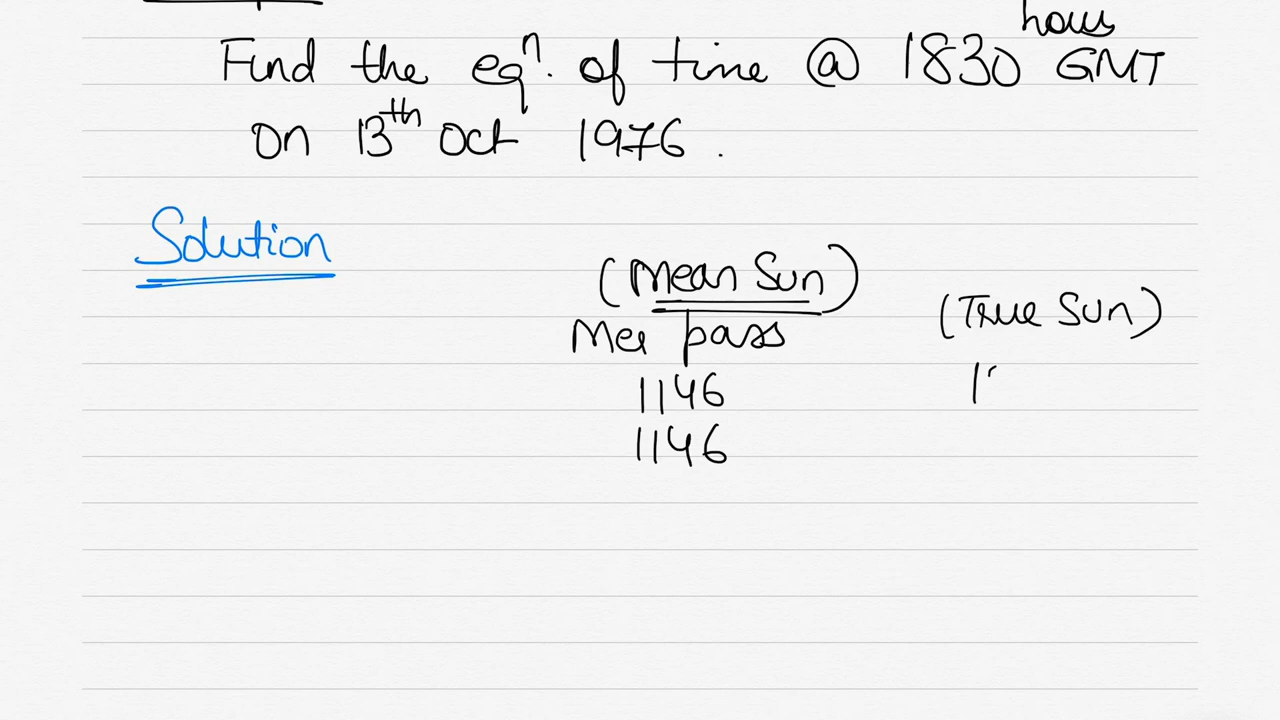 hours
Find the eqⁿ. of time @ 1830 GMT
on 13ᵗʰ Oct 1976.
Solution
(Mean Sun)
(True Sun)
Mer pass
1146
1146